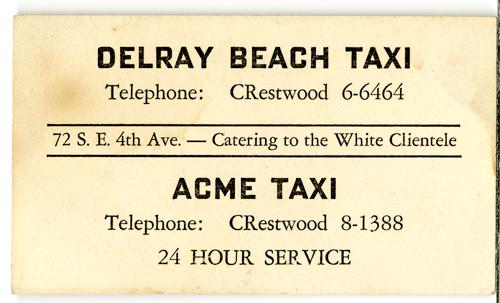 DELRAY BEACH TAXI
Telephone: CRestwood 6-6464
72 S. E. 4th Ave. — Catering to the White Clientele
ACME TAXI
Telephone: CRestwood 8-1388
24 HOUR SERVICE